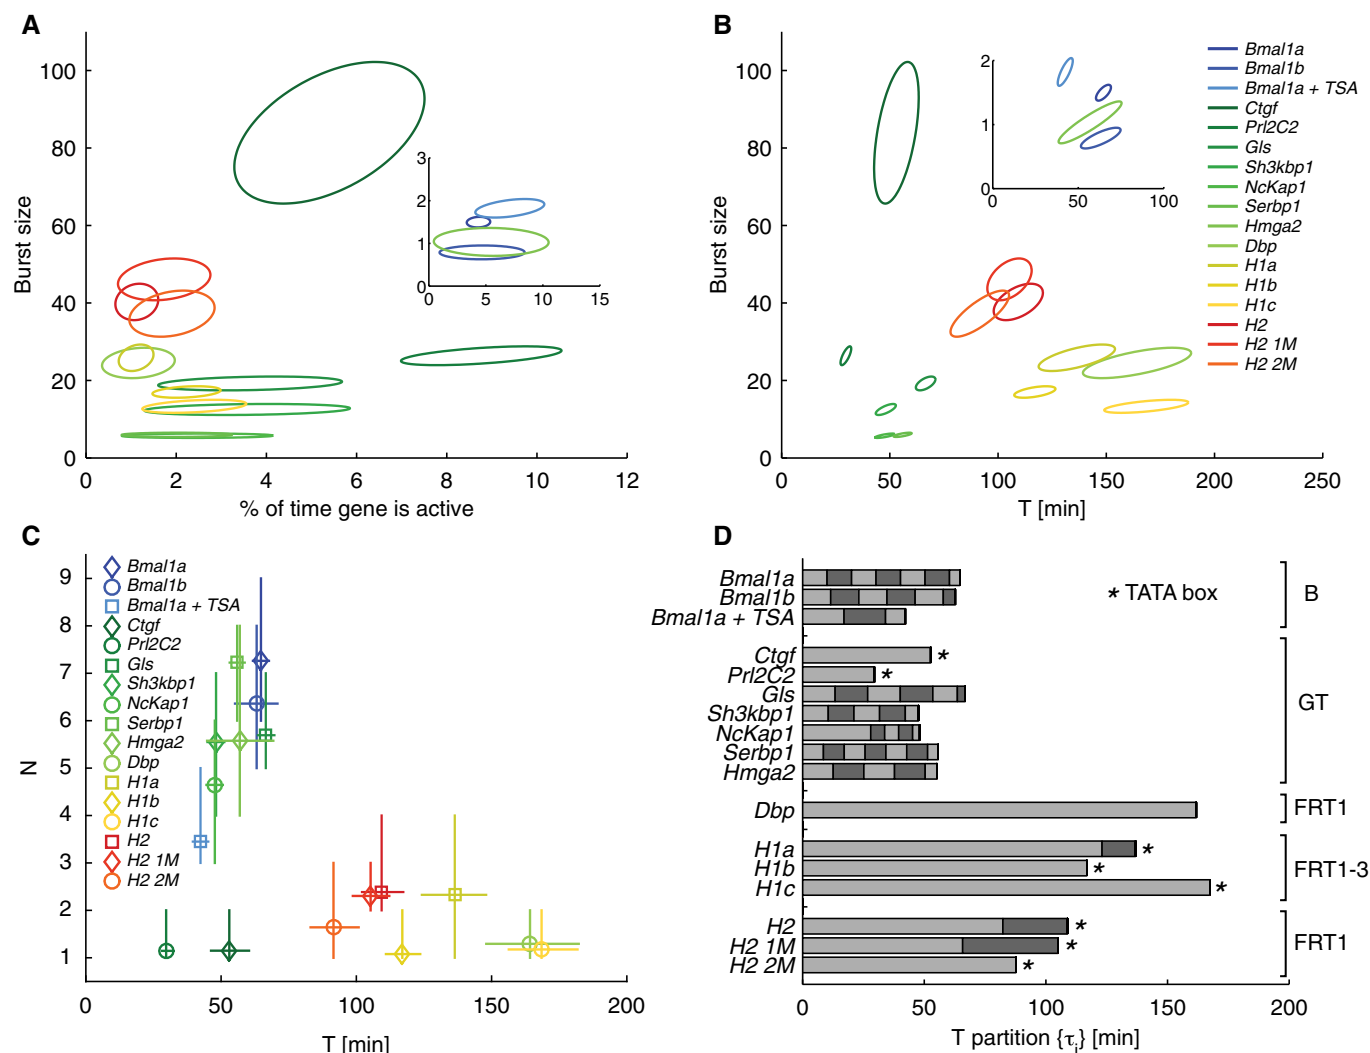 A
Burst size
100
80
60
40
20
0
0 2 4 6 8 10 12
% of time gene is active
3
2
1
0
0 5 10 15
B
Burst size
100
80
60
40
20
0
0 50 100 150 200 250
T [min]
2
1
0
0 50 100
Bmal1a
Bmal1b
Bmal1a + TSA
Ctgf
Prl2C2
Gls
Sh3kbp1
NcKap1
Serbp1
Hmga2
Dbp
H1a
H1b
H1c
H2
H2 1M
H2 2M
C
N
9
8
7
6
5
4
3
2
1
0 50 100 150 200
T [min]
Bmal1a
Bmal1b
Bmal1a + TSA
Ctgf
Prl2C2
Gls
Sh3kbp1
NcKap1
Serbp1
Hmga2
Dbp
H1a
H1b
H1c
H2
H2 1M
H2 2M
D
Bmal1a
Bmal1b
Bmal1a + TSA
* TATA box
B
Ctgf *
Prl2C2 *
Gls
Sh3kbp1
NcKap1
Serbp1
Hmga2
GT
Dbp
FRT1
H1a *
H1b *
H1c *
FRT1-3
H2 *
H2 1M *
H2 2M *
FRT1
0 50 100 150 200
T partition {τi} [min]